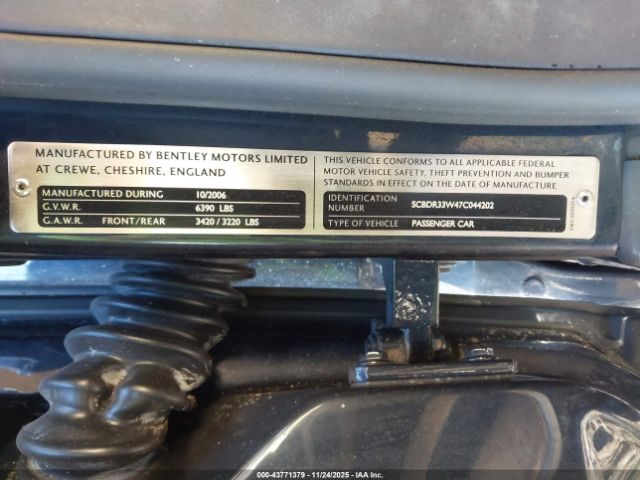 MANUFACTURED BY BENTLEY MOTORS LIMITED
AT CREWE, CHESHIRE, ENGLAND
MANUFACTURED DURING 10/2006
G.V.W.R. 6390 LBS
G.A.W.R. FRONT/REAR 3420 / 3220 LBS
THIS VEHICLE CONFORMS TO ALL APPLICABLE FEDERAL
MOTOR VEHICLE SAFETY, THEFT PREVENTION AND BUMPER
STANDARDS IN EFFECT ON THE DATE OF MANUFACTURE
IDENTIFICATION
NUMBER SCBDR33W47C044202
TYPE OF VEHICLE PASSENGER CAR
000-43771379 - 11/24/2025 - IAAI, Inc.